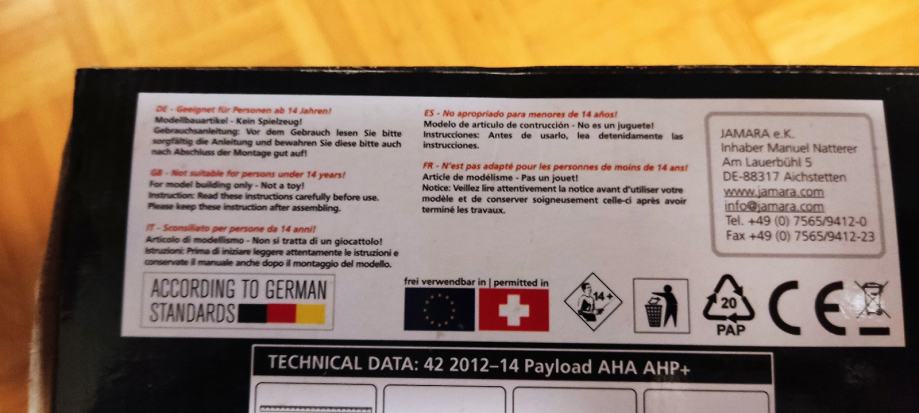 DE - Geeignet für Personen ab 14 Jahren!
Modellbauartikel - Kein Spielzeug!
Gebrauchsanleitung: Vor dem Gebrauch lesen Sie bitte
sorgfältig die Anleitung und bewahren Sie diese bitte auch
nach Abschluss der Montage gut auf!
GB - Not suitable for persons under 14 years!
For model building only - Not a toy!
Instruction: Read these instructions carefully before use.
Please keep these instruction after assembling.
IT - Sconsiliato per persone da 14 anni!
Articolo di modellismo - Non si tratta di un giocattolo!
Istruzioni: Prima di iniziare leggere attentamente le istruzioni e
conservate il manuale anche dopo il montaggio del modello.
ES - No apropriado para menores de 14 años!
Modelo de artículo de contrucción - No es un juguete!
Instrucciones: Antes de usarlo, lea detenidamente las
instrucciones.
FR - N'est pas adapté pour les personnes de moins de 14 ans!
Article de modélisme - Pas un jouet!
Notice: Veillez lire attentivement la notice avant d'utiliser votre
modèle et de conserver soigneusement celle-ci après avoir
terminé les travaux.
JAMARA e.K.
Inhaber Manuel Natterer
Am Lauerbühl 5
DE-88317 Aichstetten
www.jamara.com
info@jamara.com
Tel. +49 (0) 7565/9412-0
Fax +49 (0) 7565/9412-23
ACCORDING TO GERMAN
STANDARDS
frei verwendbar in | permitted in
14+
20
PAP
CE
TECHNICAL DATA: 42 2012-14 Payload AHA AHP+